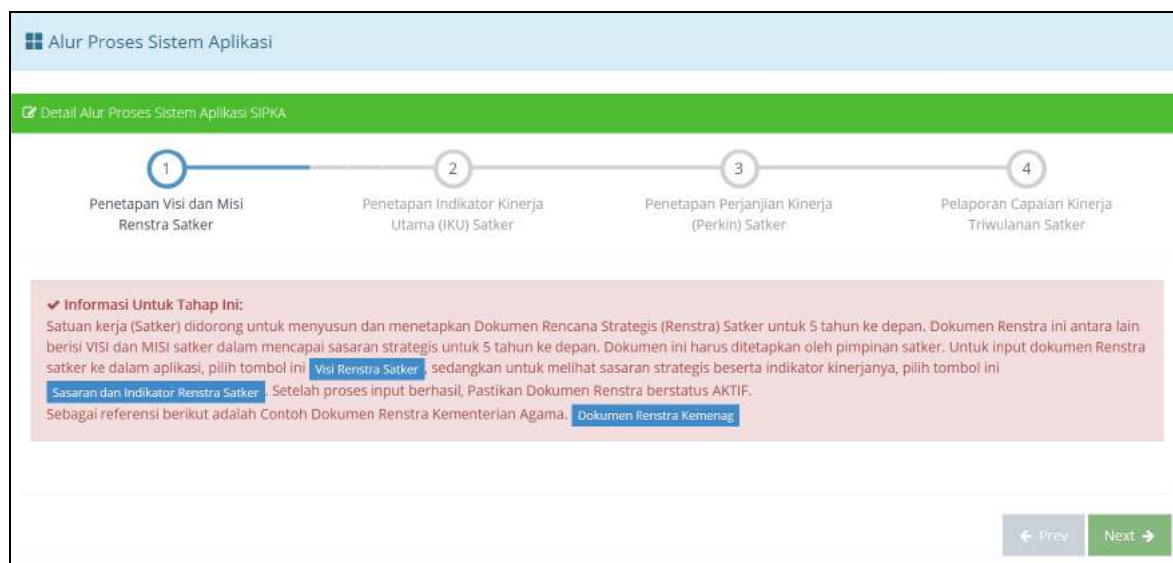 Alur Proses Sistem Aplikasi
Detail Alur Proses Sistem Aplikasi SIPKA
1
2
3
4
Penetapan Visi dan Misi
Renstra Satker
Penetapan Indikator Kinerja
Utama (IKU) Satker
Penetapan Perjanjian Kinerja
(Perkin) Satker
Pelaporan Capaian Kinerja
Triwulanan Satker
Informasi Untuk Tahap Ini:
Satuan kerja (Satker) didorong untuk menyusun dan menetapkan Dokumen Rencana Strategis (Renstra) Satker untuk 5 tahun ke depan. Dokumen Renstra ini antara lain
berisi VISI dan MISI satker dalam mencapai sasaran strategis untuk 5 tahun ke depan. Dokumen ini harus ditetapkan oleh pimpinan satker. Untuk input dokumen Renstra
satker ke dalam aplikasi, pilih tombol ini Visi Renstra Satker, sedangkan untuk melihat sasaran strategis beserta indikator kinerjanya, pilih tombol ini
Sasaran dan Indikator Renstra Satker. Setelah proses input berhasil, Pastikan Dokumen Renstra berstatus AKTIF.
Sebagai referensi berikut adalah Contoh Dokumen Renstra Kementerian Agama. Dokumen Renstra Kemenag
← Prev
Next →